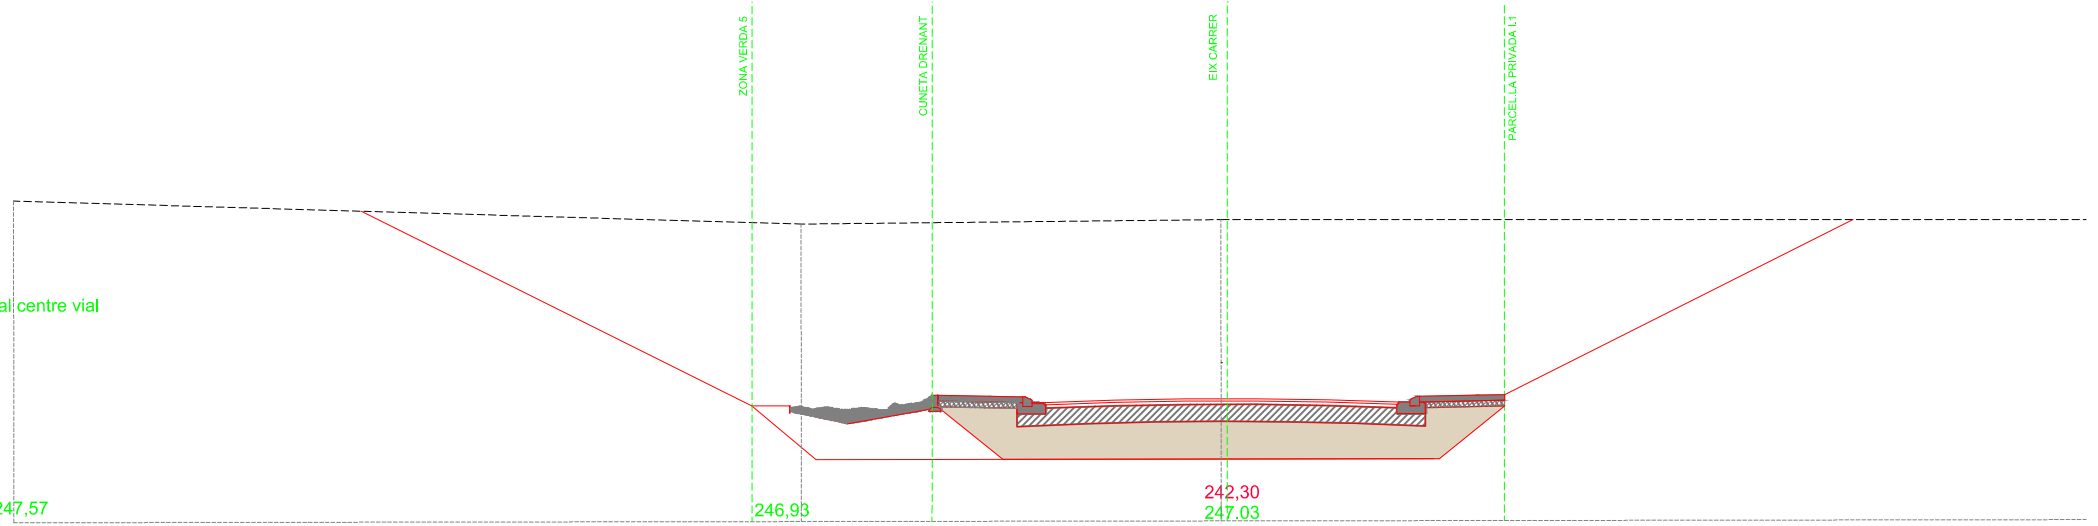 ZONA VERDA 5
CUNETA DRENANT
EIX CARRER
PARCEL.LA PRIVADA I.1
al centre vial
247,57
246,93
242,30
247.03